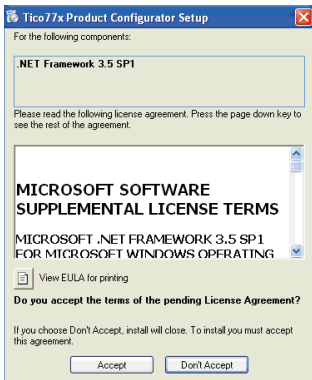 Tico77x Product Configurator Setup
For the following components:
.NET Framework 3.5 SP1
Please read the following license agreement. Press the page down key to
see the rest of the agreement.
MICROSOFT SOFTWARE
SUPPLEMENTAL LICENSE TERMS
MICROSOFT .NET FRAMEWORK 3.5 SP1
FOR MICROSOFT WINDOWS OPERATING
View EULA for printing
Do you accept the terms of the pending License Agreement?
If you choose Don't Accept, install will close. To install you must accept
this agreement.
Accept Don't Accept